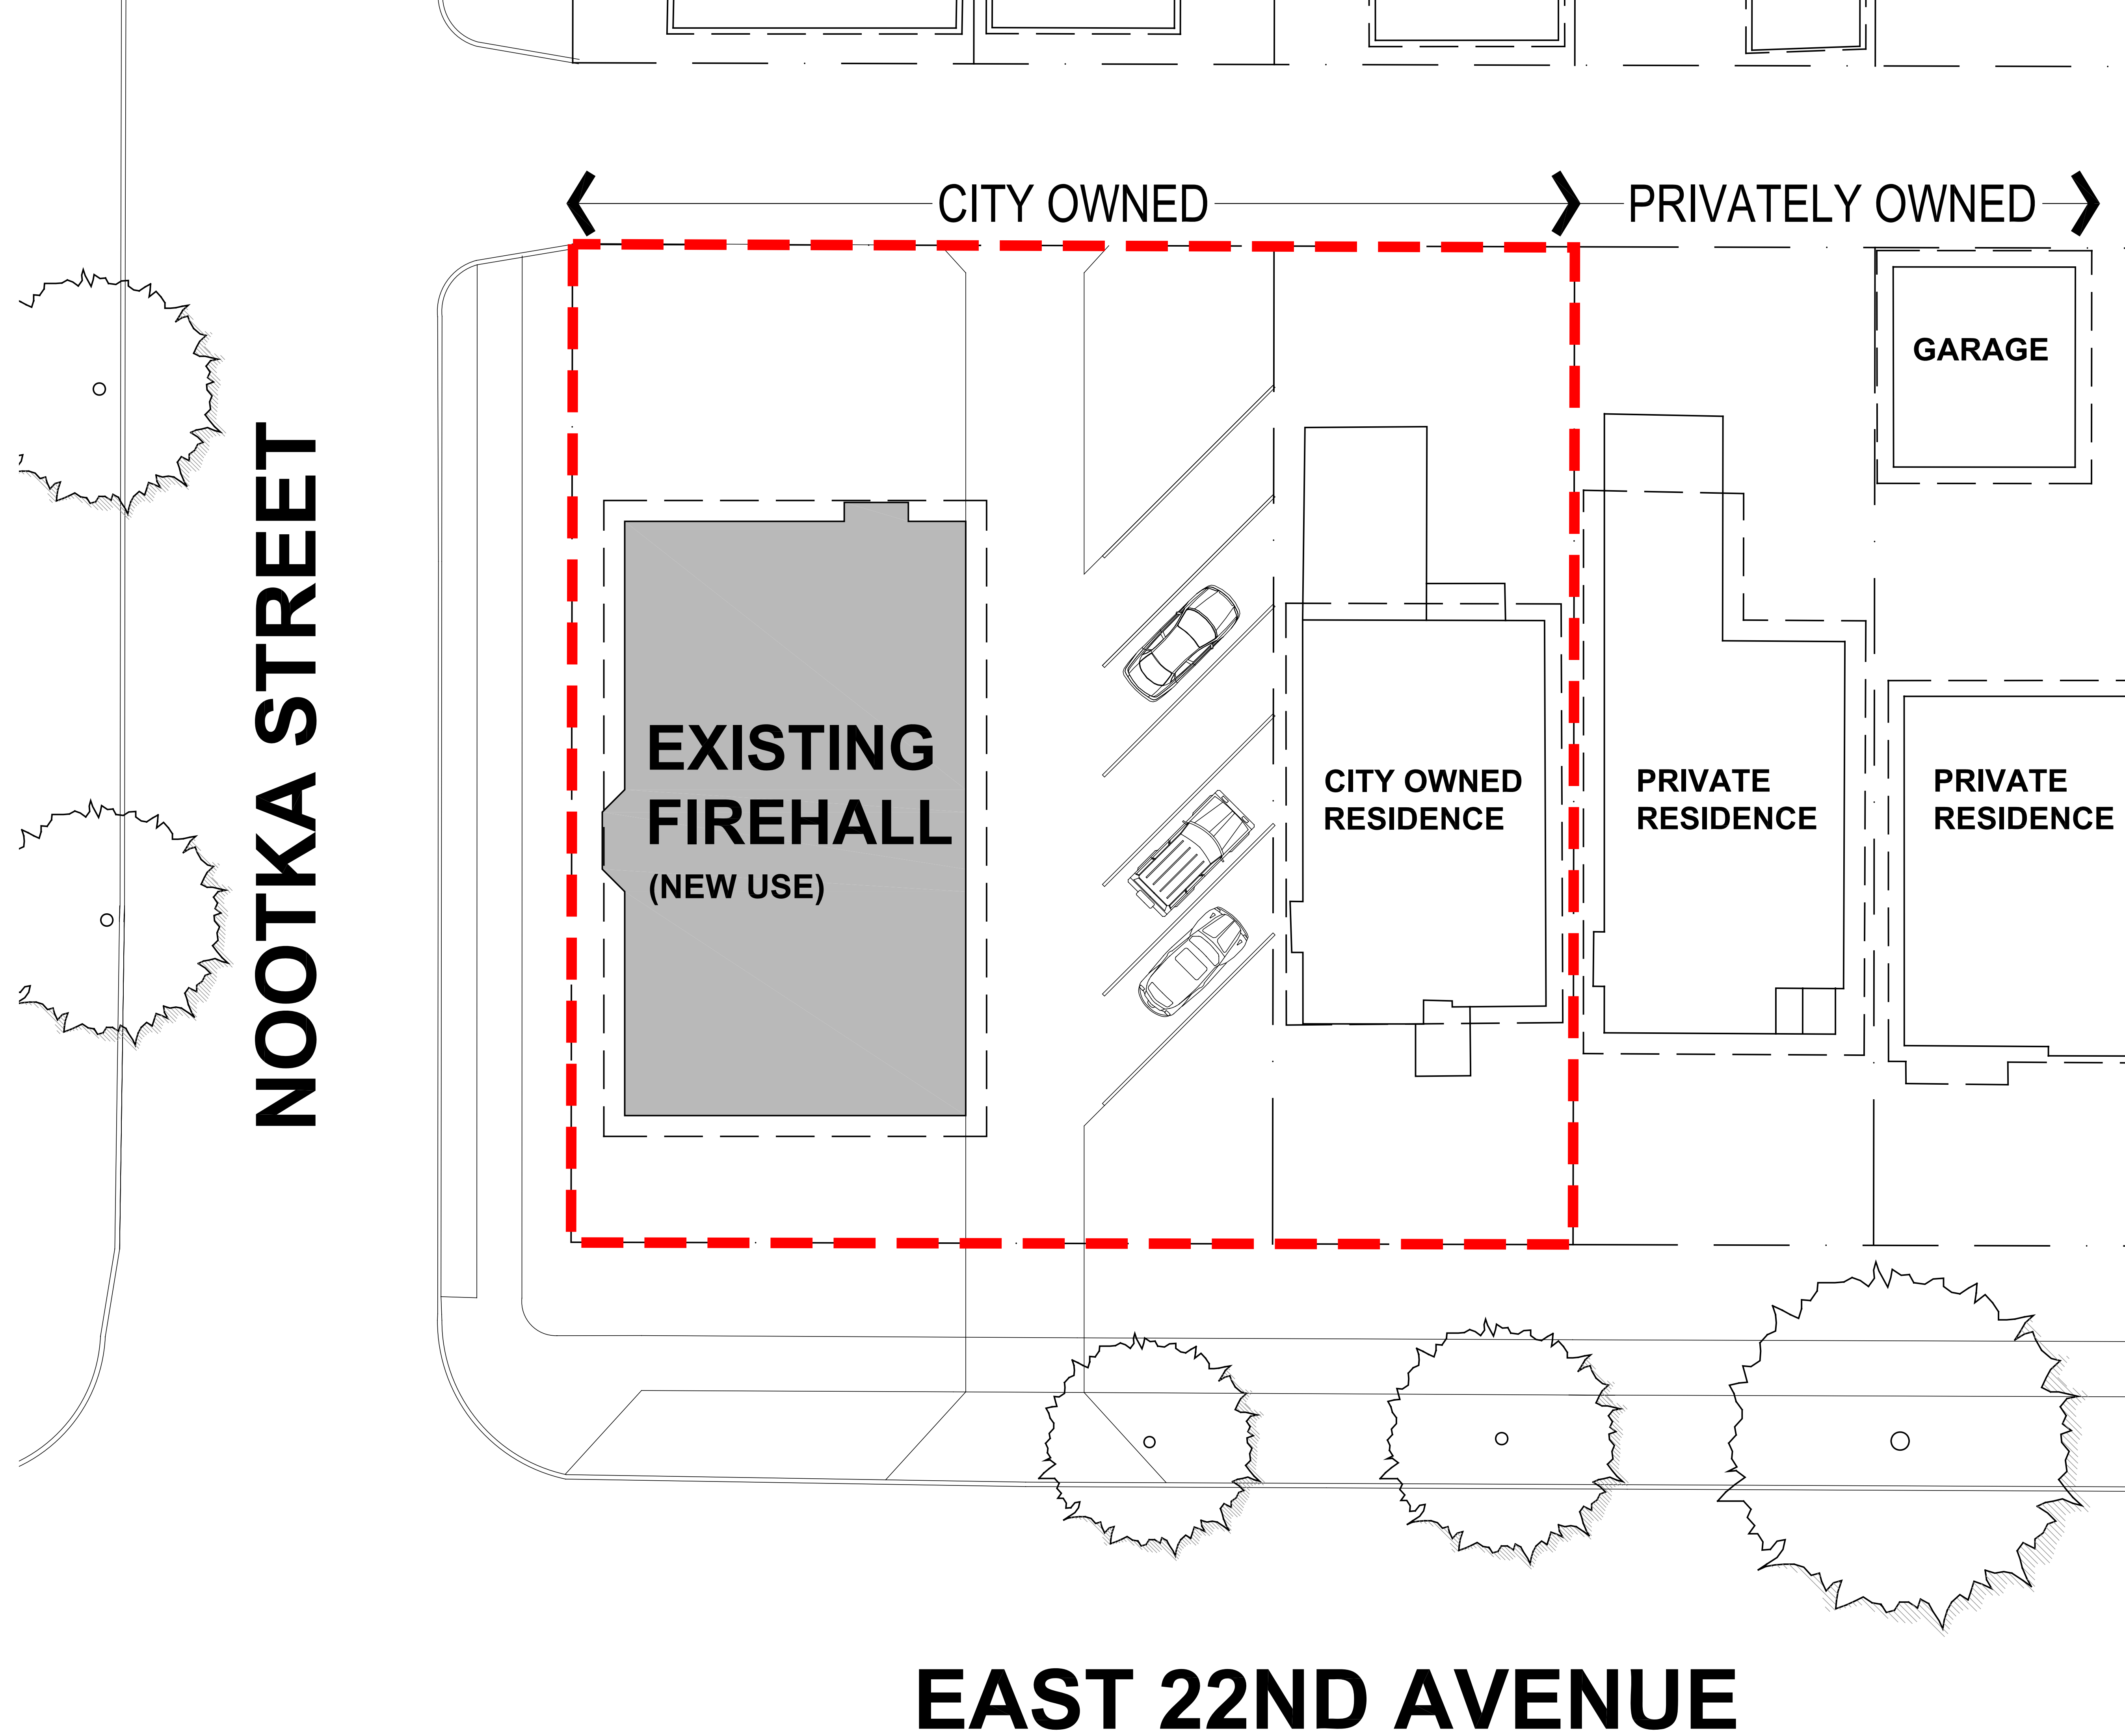 CITY OWNED
PRIVATELY OWNED
GARAGE
NOOTKA STREET
EXISTING
FIREHALL
(NEW USE)
CITY OWNED
RESIDENCE
PRIVATE
RESIDENCE
PRIVATE
RESIDENCE
EAST 22ND AVENUE